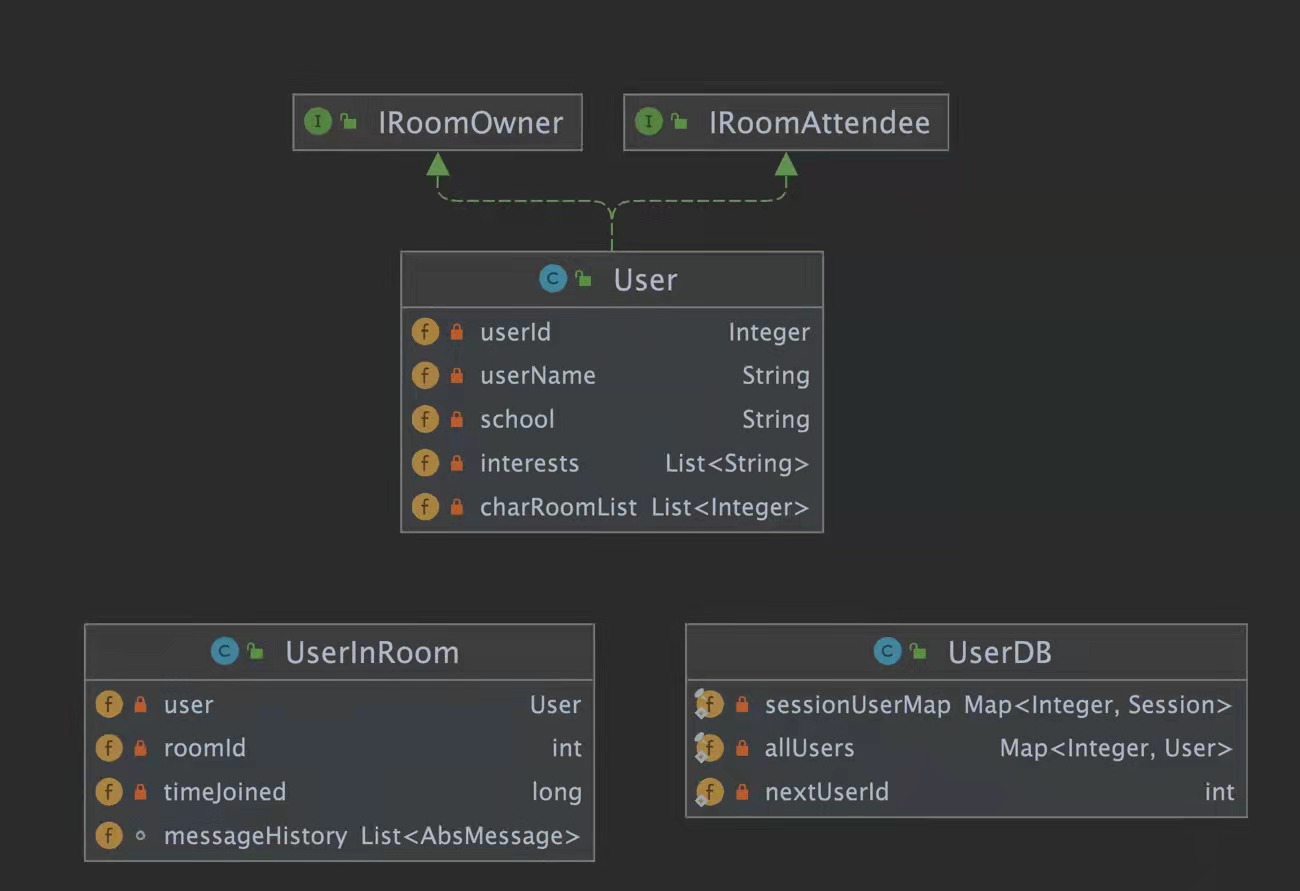 IRoomOwner
IRoomAttendee
User
userId Integer
userName String
school String
interests List<String>
charRoomList List<Integer>
UserInRoom
user User
roomId int
timeJoined long
messageHistory List<AbsMessage>
UserDB
sessionUserMap Map<Integer, Session>
allUsers Map<Integer, User>
nextUserId int